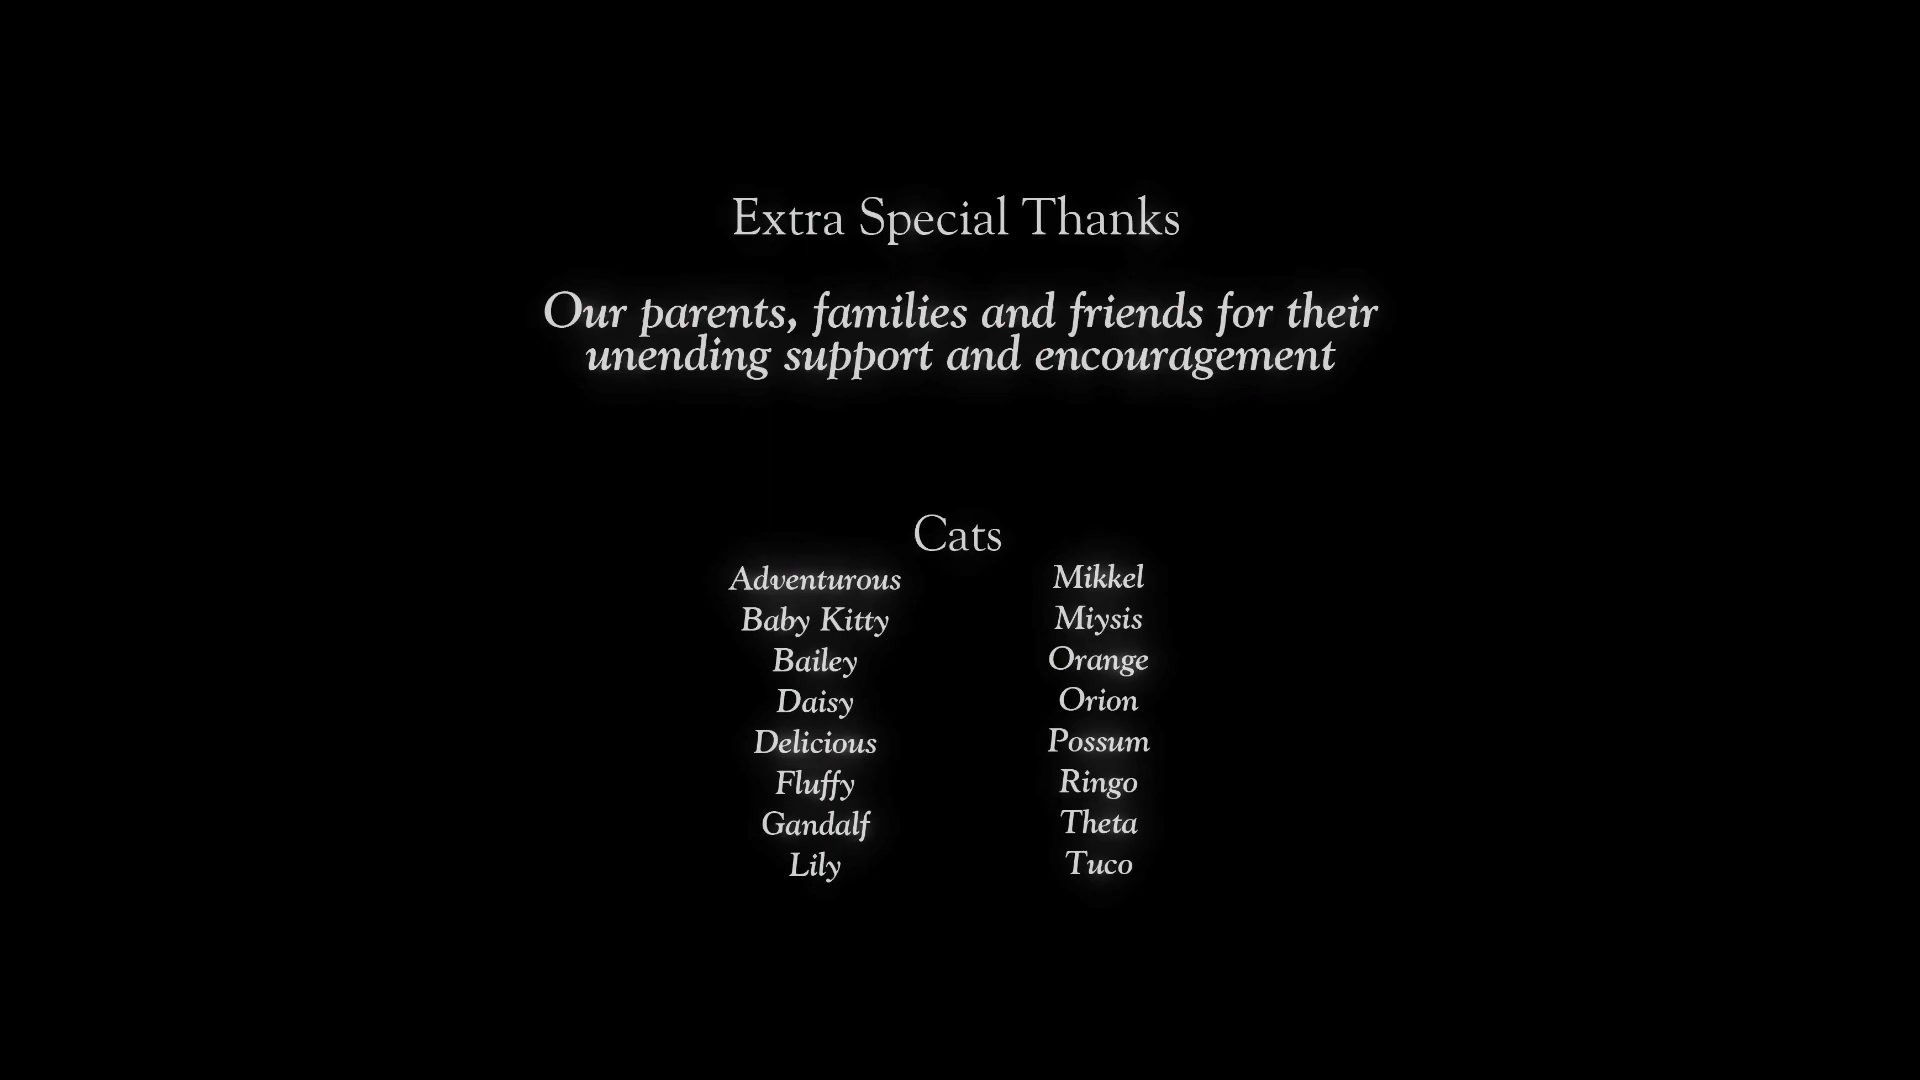 Extra Special Thanks
Our parents, families and friends for their
unending support and encouragement
Cats
Adventurous
Baby Kitty
Bailey
Daisy
Delicious
Fluffy
Gandalf
Lily
Mikkel
Miysis
Orange
Orion
Possum
Ringo
Theta
Tuco